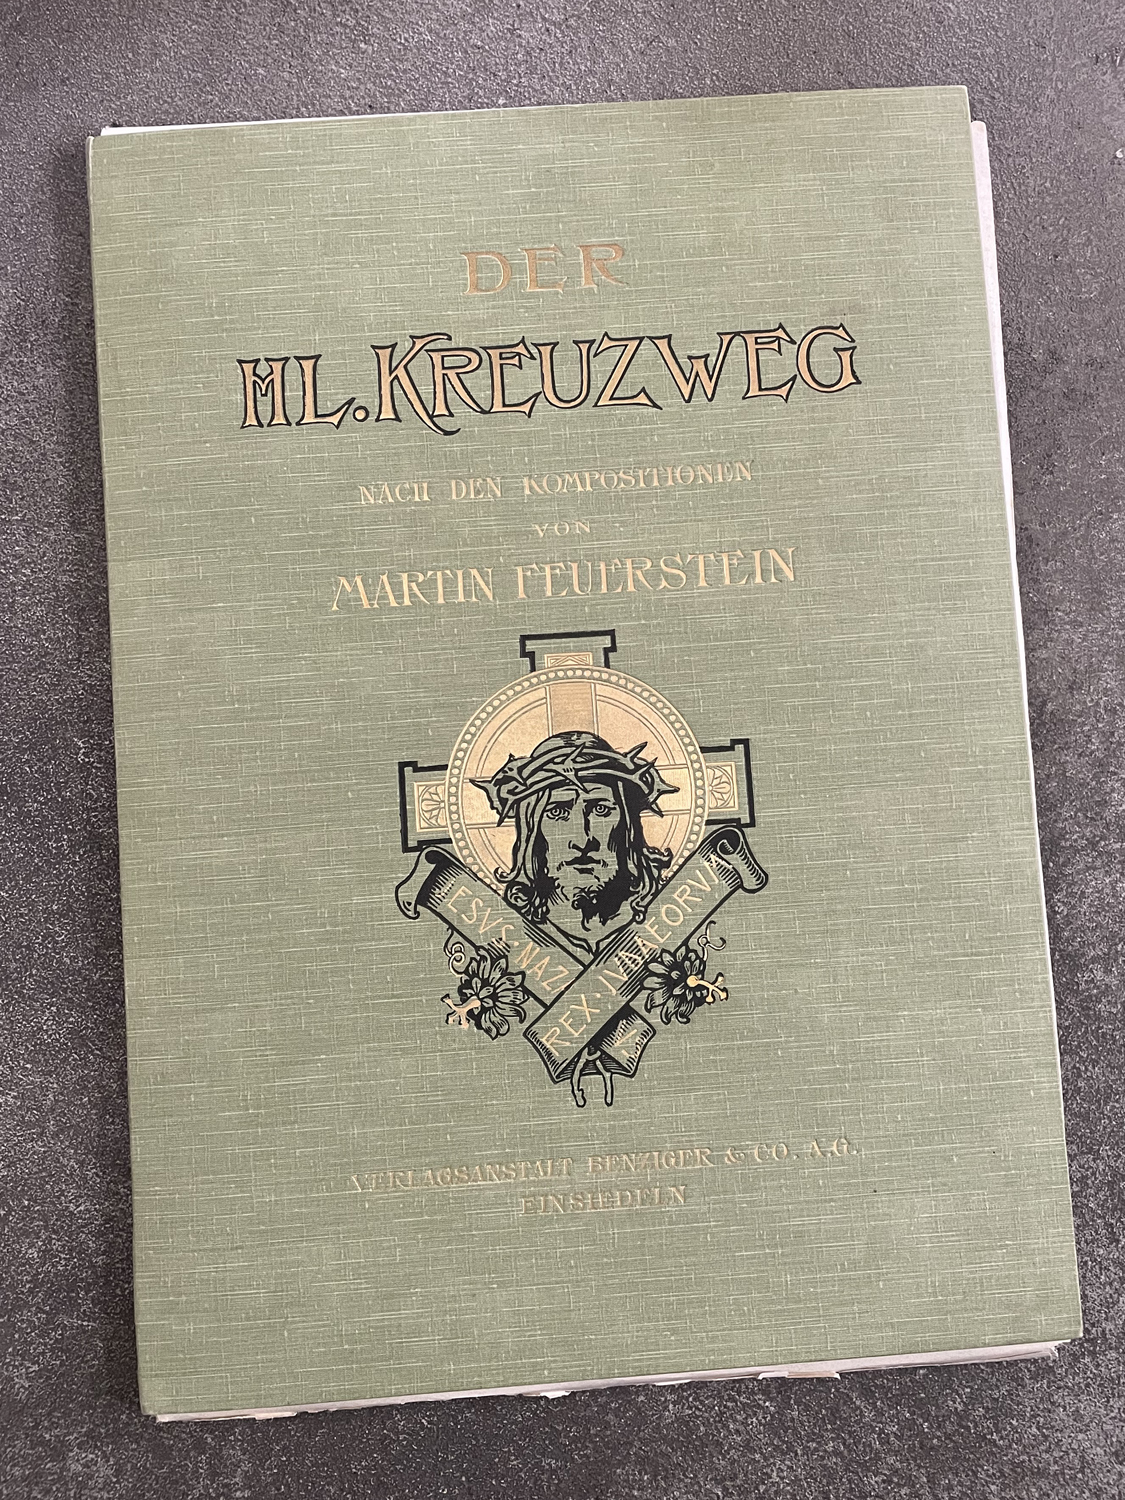 DER
HL. KREUZWEG
NACH DEN KOMPOSITIONEN
VON
MARTIN FEUERSTEIN
IESVS·NAZ
REX·IVDAEORVM
VERLAGSANSTALT BENZIGER & CO. A.G.
EINSIEDELN